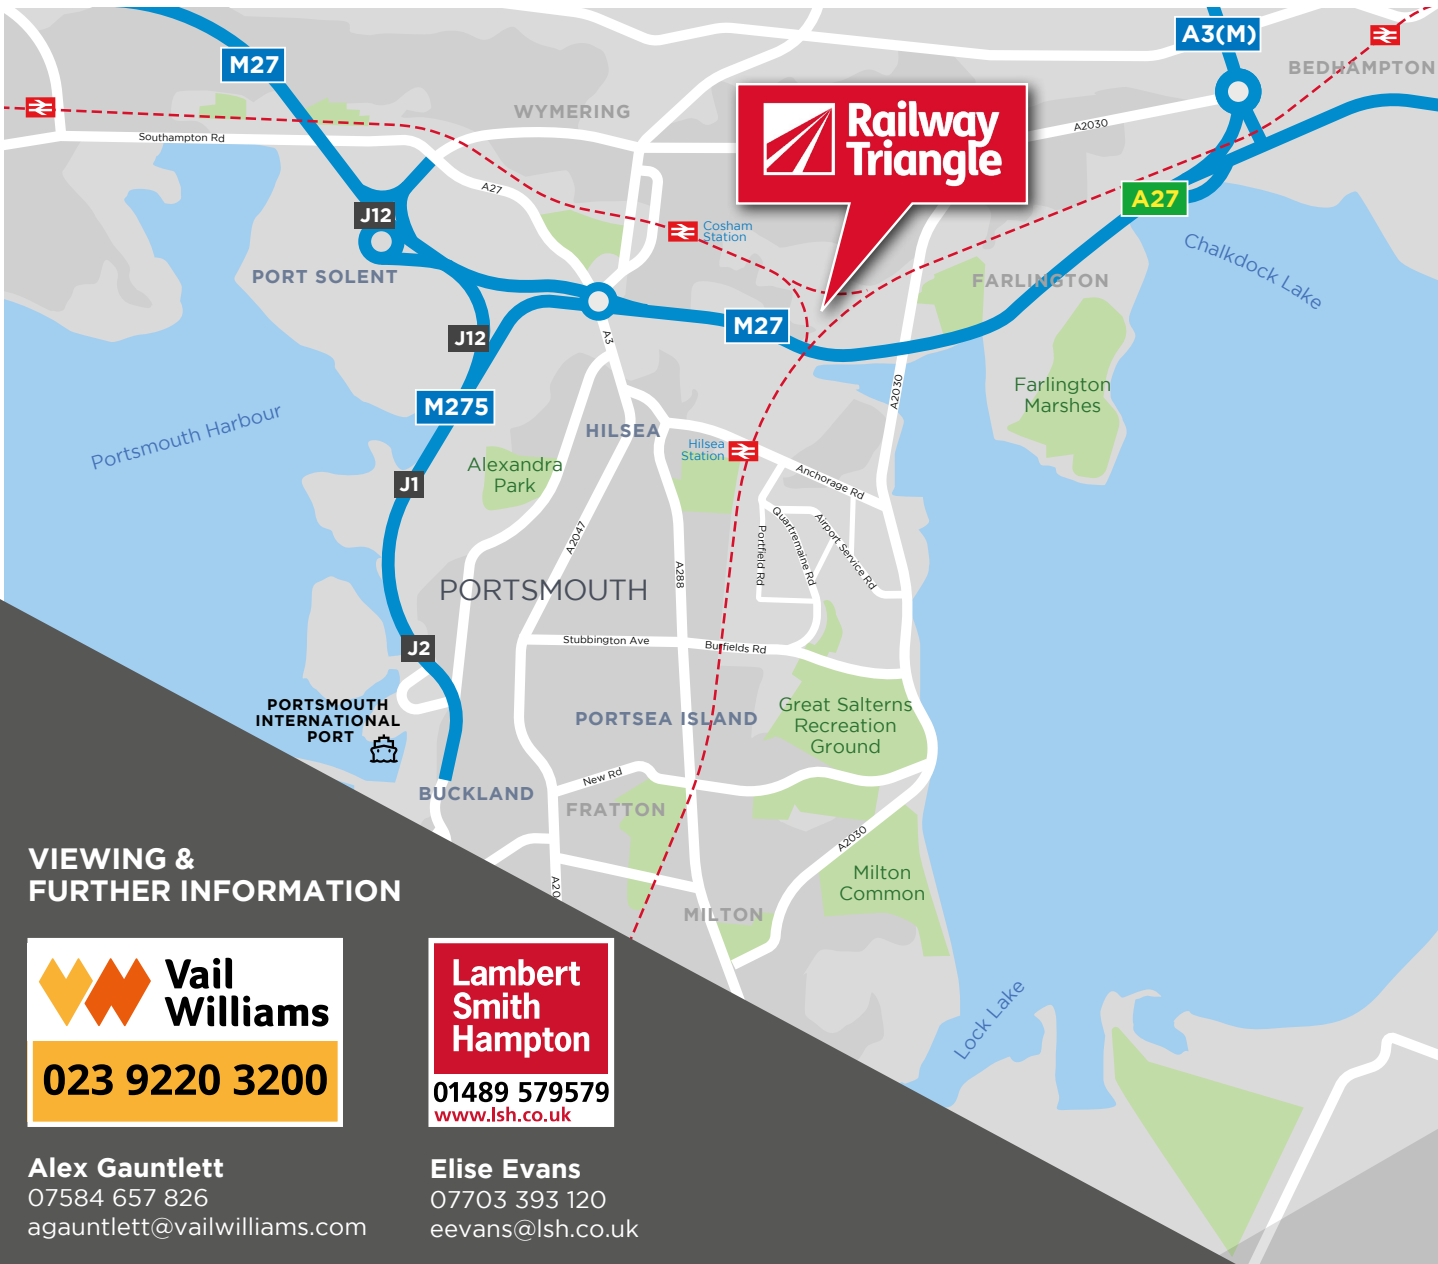 M27
A3(M)
BEDHAMPTON
WYMERING
Railway
Triangle
A2030
Southampton Rd
A27
A27
J12
Cosham
Station
Chalkdock Lake
PORT SOLENT
FARLINGTON
J12
A3
M27
M275
A2030
Farlington
Marshes
Portsmouth Harbour
HILSEA
Hilsea
Station
Alexandra
Park
J1
Anchorage Rd
A2047
Portfield Rd
Quartremaine Rd
Airport Service Rd
A288
PORTSMOUTH
J2
Stubbington Ave
Burfields Rd
PORTSMOUTH
INTERNATIONAL
PORT
PORTSEA ISLAND
Great Salterns
Recreation
Ground
New Rd
BUCKLAND
FRATTON
A2030
Milton
Common
A20
MILTON
Lock Lake
VIEWING &
FURTHER INFORMATION
Vail
Williams
023 9220 3200
Lambert
Smith
Hampton
01489 579579
www.lsh.co.uk
Alex Gauntlett
07584 657 826
agauntlett@vailwilliams.com
Elise Evans
07703 393 120
eevans@lsh.co.uk